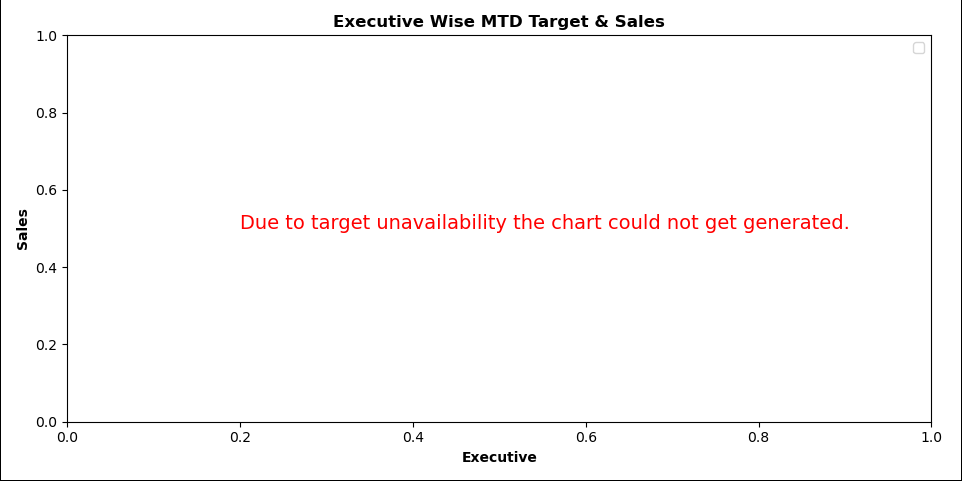 Executive Wise MTD Target & Sales
1.0
0.8
0.6
0.4
0.2
0.0
Sales
Due to target unavailability the chart could not get generated.
0.0 0.2 0.4 0.6 0.8 1.0
Executive